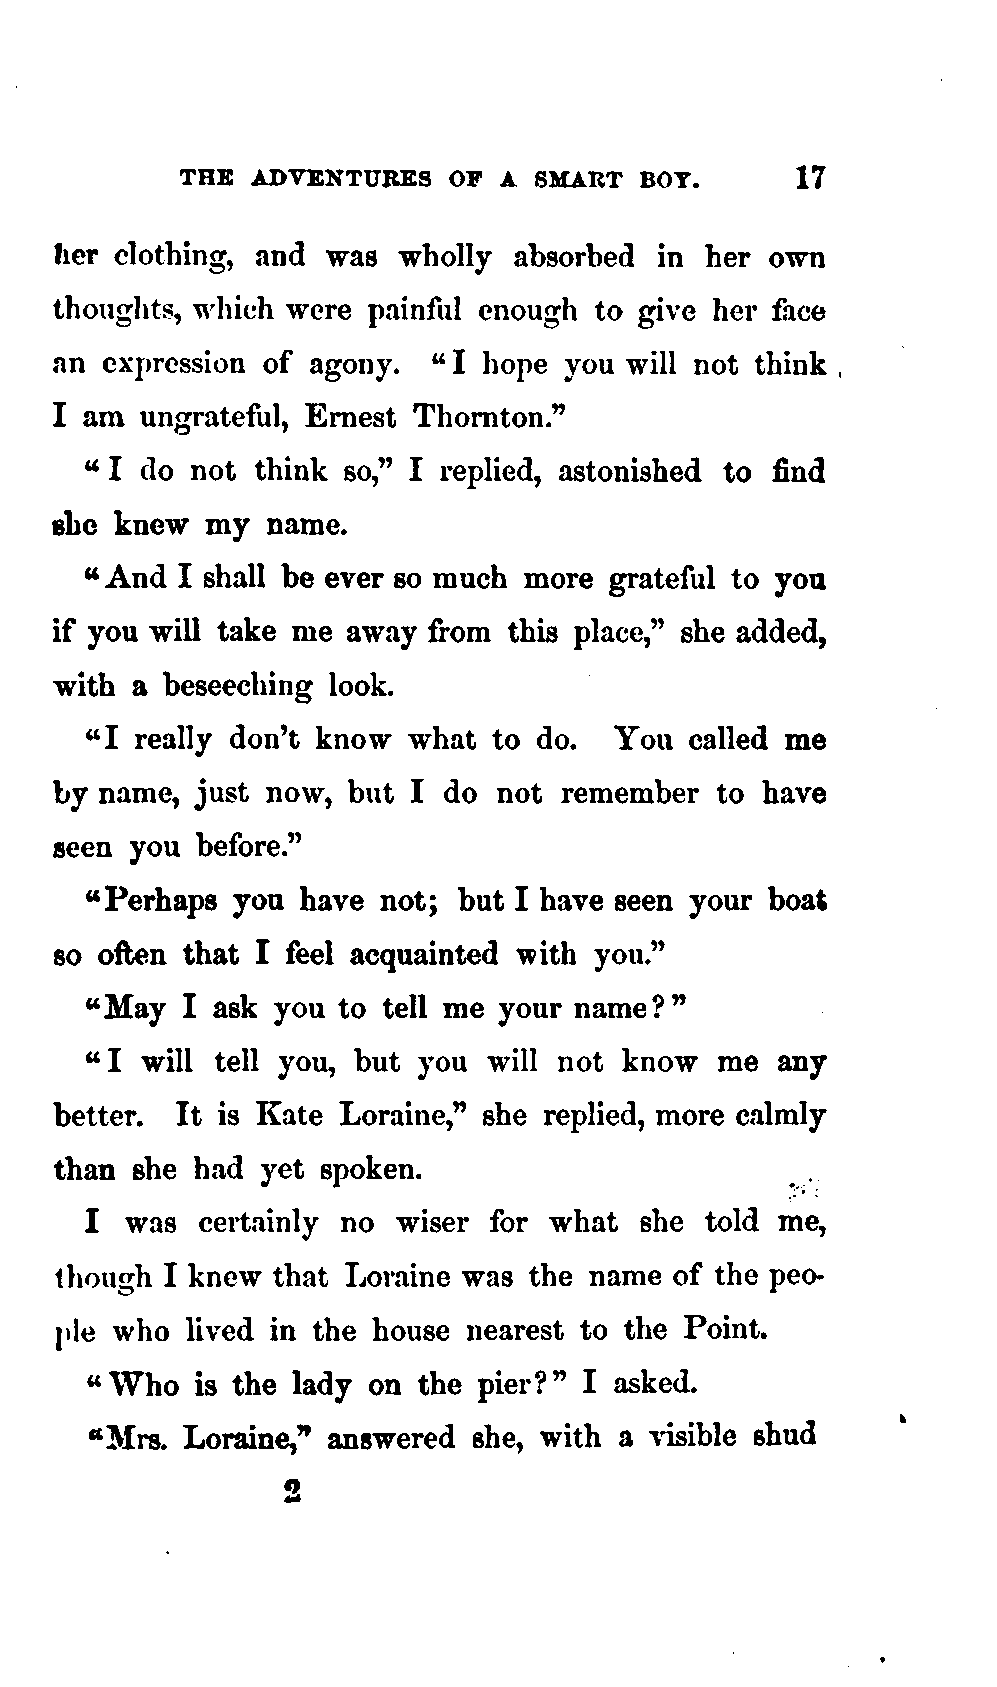 THE ADVENTURES OF A SMART BOY. 17
her clothing, and was wholly absorbed in her own
thoughts, which were painful enough to give her face
an expression of agony. “I hope you will not think
I am ungrateful, Ernest Thornton.”
“I do not think so,” I replied, astonished to find
she knew my name.
“And I shall be ever so much more grateful to you
if you will take me away from this place,” she added,
with a beseeching look.
“I really don’t know what to do. You called me
by name, just now, but I do not remember to have
seen you before.”
“Perhaps you have not; but I have seen your boat
so often that I feel acquainted with you.”
“May I ask you to tell me your name?”
“I will tell you, but you will not know me any
better. It is Kate Loraine,” she replied, more calmly
than she had yet spoken.
I was certainly no wiser for what she told me,
though I knew that Loraine was the name of the peo-
ple who lived in the house nearest to the Point.
“Who is the lady on the pier?” I asked.
“Mrs. Loraine,” answered she, with a visible shud
2